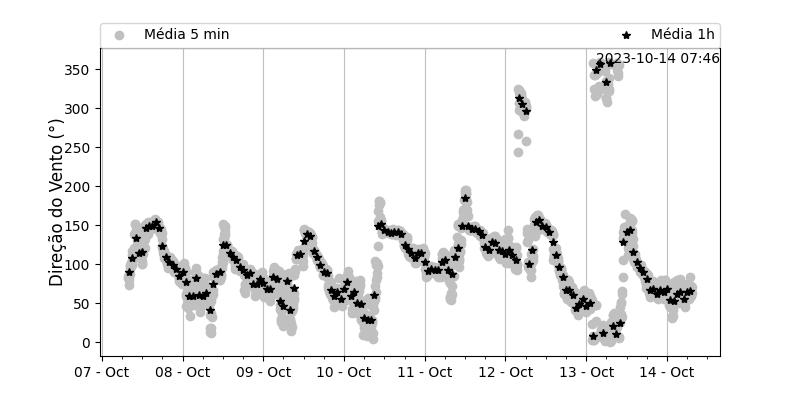 Média 5 min
Média 1h
2023-10-14 07:46
Direção do Vento (°)
350
300
250
200
150
100
50
0
07 - Oct
08 - Oct
09 - Oct
10 - Oct
11 - Oct
12 - Oct
13 - Oct
14 - Oct